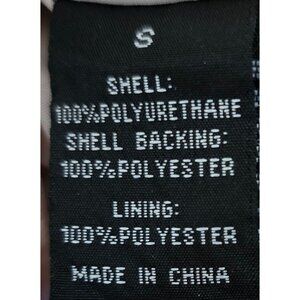 S
SHELL:
100%POLYURETHANE
SHELL BACKING:
100%POLYESTER
LINING:
100%POLYESTER
MADE IN CHINA